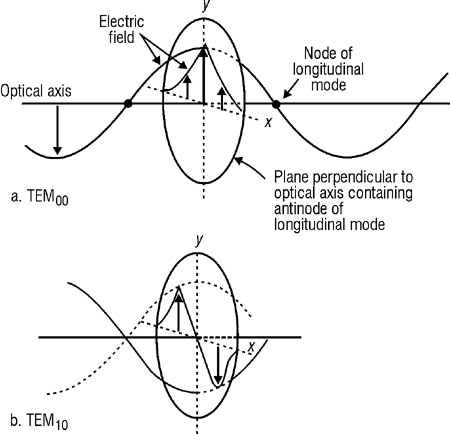 y
Electric
field
Node of
longitudinal
mode
Optical axis
x
Plane perpendicular to
optical axis containing
antinode of
longitudinal mode
a. TEM₀₀
y
x
b. TEM₁₀